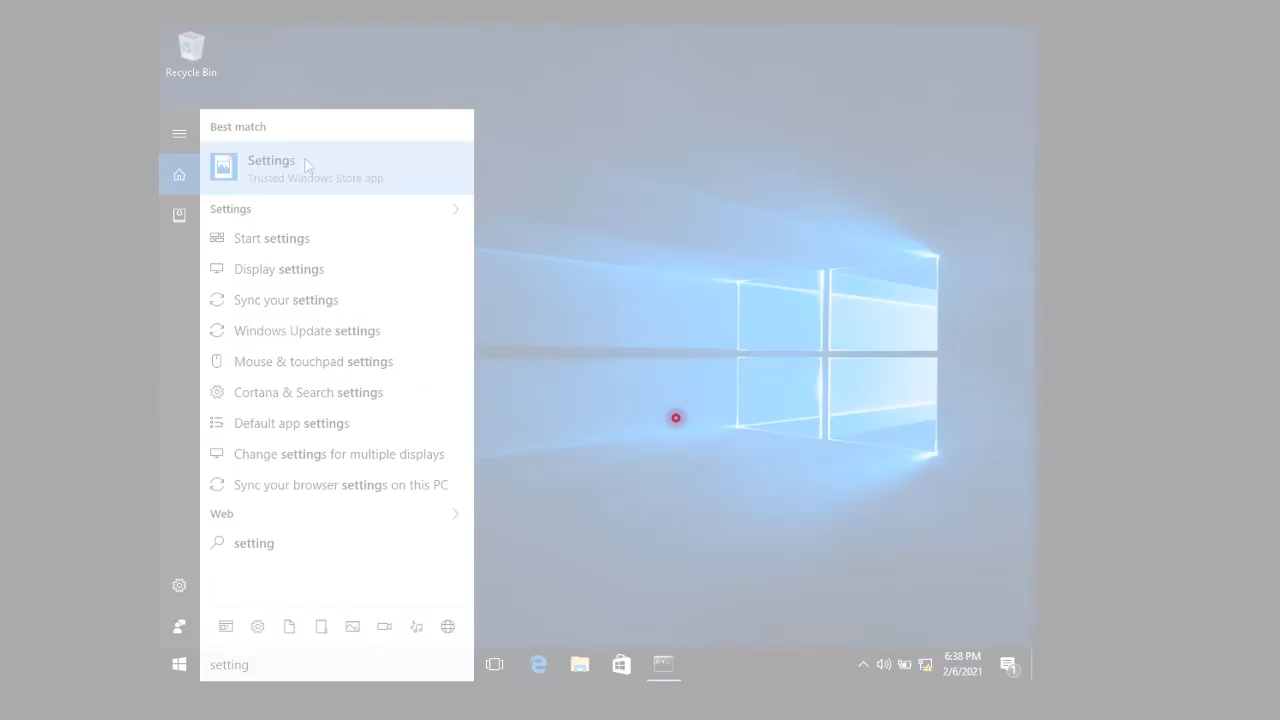 Recycle Bin
Best match
Settings
Trusted Windows Store app
Settings
Start settings
Display settings
Sync your settings
Windows Update settings
Mouse & touchpad settings
Cortana & Search settings
Default app settings
Change settings for multiple displays
Sync your browser settings on this PC
Web
setting
setting
6:38 PM
2/6/2021
1